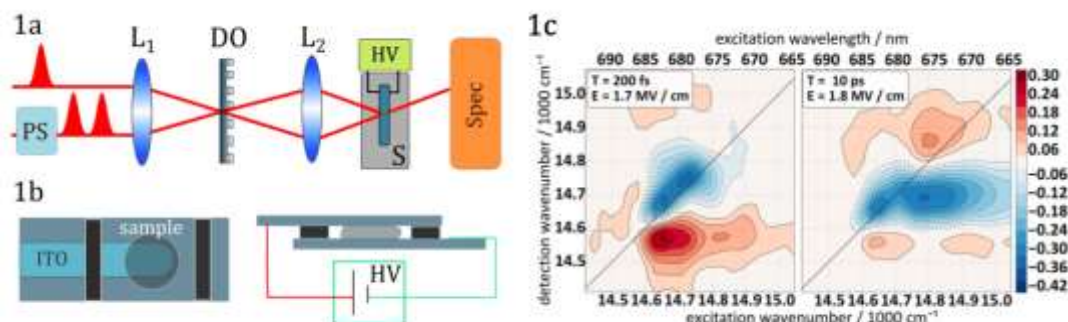 1a
L₁
DO
L₂
HV
PS
S
Spec
1b
sample
ITO
HV
1c
excitation wavelength / nm
690 685 680 675 670 665
690 685 680 675 670 665
detection wavenumber / 1000 cm⁻¹
15.0
14.9
14.8
14.7
14.6
14.5
T = 200 fs
E = 1.7 MV / cm
T = 10 ps
E = 1.8 MV / cm
0.30
0.24
0.18
0.12
0.06
−0.06
−0.12
−0.18
−0.24
−0.30
−0.36
−0.42
14.5 14.6 14.7 14.8 14.9 15.0
14.5 14.6 14.7 14.8 14.9 15.0
excitation wavenumber / 1000 cm⁻¹